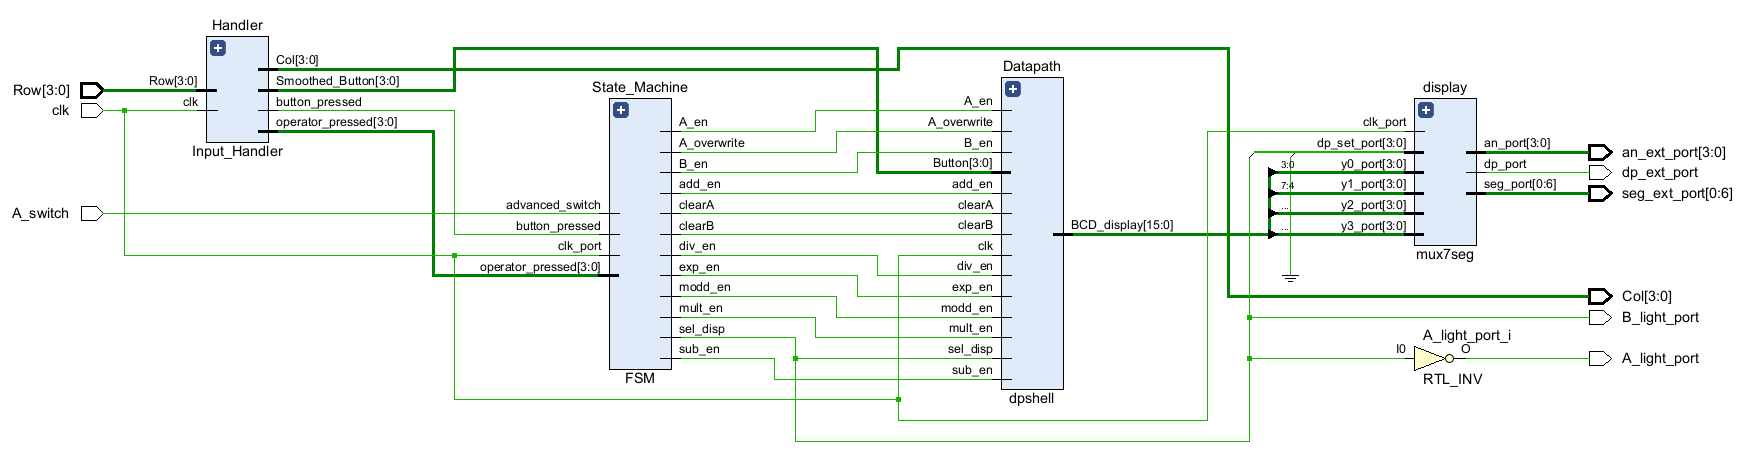 Handler
Row[3:0]
clk
Row[3:0]
clk
Col[3:0]
Smoothed_Button[3:0]
button_pressed
operator_pressed[3:0]
Input_Handler
A_switch
State_Machine
advanced_switch
button_pressed
clk_port
operator_pressed[3:0]
A_en
A_overwrite
B_en
add_en
clearA
clearB
div_en
exp_en
modd_en
mult_en
sel_disp
sub_en
FSM
Datapath
A_en
A_overwrite
B_en
Button[3:0]
add_en
clearA
clearB
clk
div_en
exp_en
modd_en
mult_en
sel_disp
sub_en
BCD_display[15:0]
dpshell
display
clk_port
dp_set_port[3:0]
3:0
y0_port[3:0]
7:4
y1_port[3:0]
...
y2_port[3:0]
...
y3_port[3:0]
an_port[3:0]
dp_port
seg_port[0:6]
mux7seg
an_ext_port[3:0]
dp_ext_port
seg_ext_port[0:6]
Col[3:0]
B_light_port
A_light_port_i
I0
O
RTL_INV
A_light_port